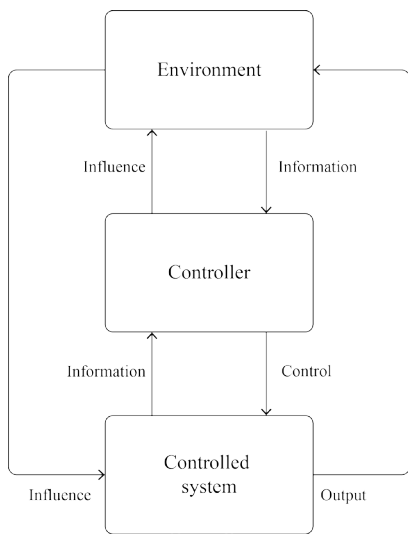 Environment
Influence
Information
Controller
Information
Control
Controlled
system
Influence
Output